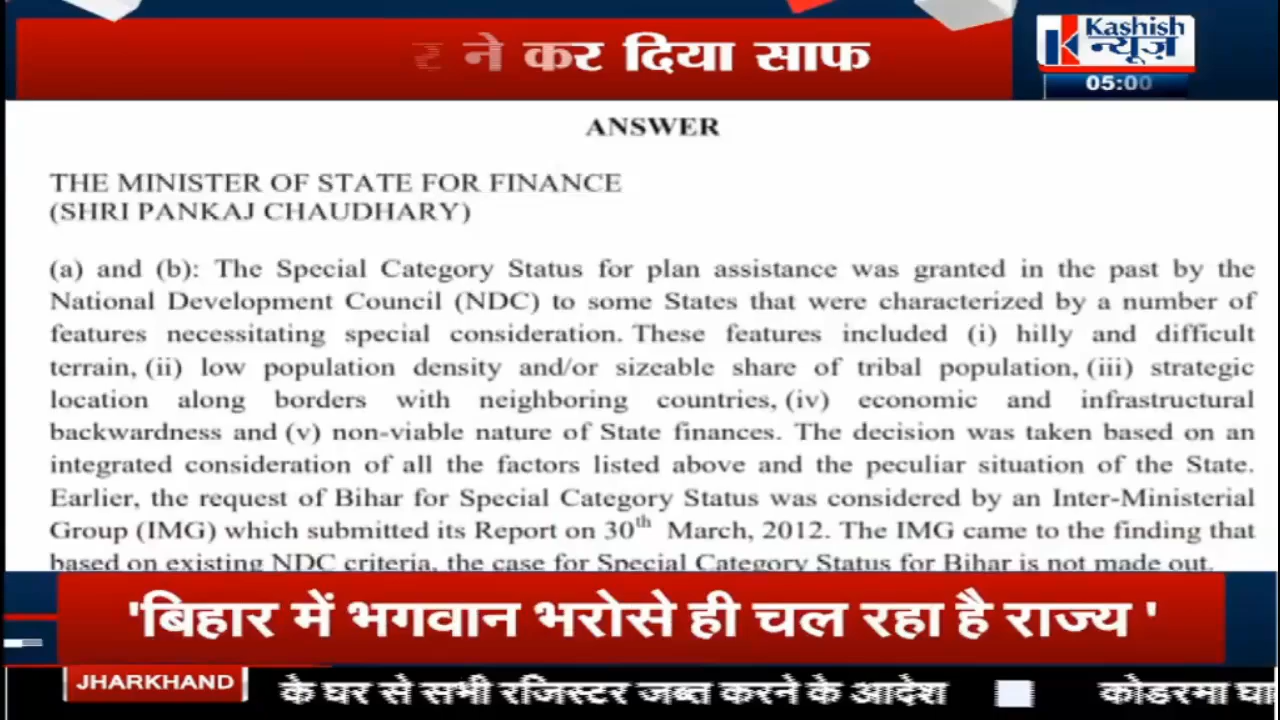 ने कर दिया साफ
Kashish
न्यूज़
05:00
ANSWER
THE MINISTER OF STATE FOR FINANCE
(SHRI PANKAJ CHAUDHARY)
(a) and (b): The Special Category Status for plan assistance was granted in the past by the
National Development Council (NDC) to some States that were characterized by a number of
features necessitating special consideration. These features included (i) hilly and difficult
terrain, (ii) low population density and/or sizeable share of tribal population, (iii) strategic
location along borders with neighboring countries, (iv) economic and infrastructural
backwardness and (v) non-viable nature of State finances. The decision was taken based on an
integrated consideration of all the factors listed above and the peculiar situation of the State.
Earlier, the request of Bihar for Special Category Status was considered by an Inter-Ministerial
Group (IMG) which submitted its Report on 30th March, 2012. The IMG came to the finding that
based on existing NDC criteria, the case for Special Category Status for Bihar is not made out.
'बिहार में भगवान भरोसे ही चल रहा है राज्य '
JHARKHAND
के घर से सभी रजिस्टर जब्त करने के आदेश कोडरमा